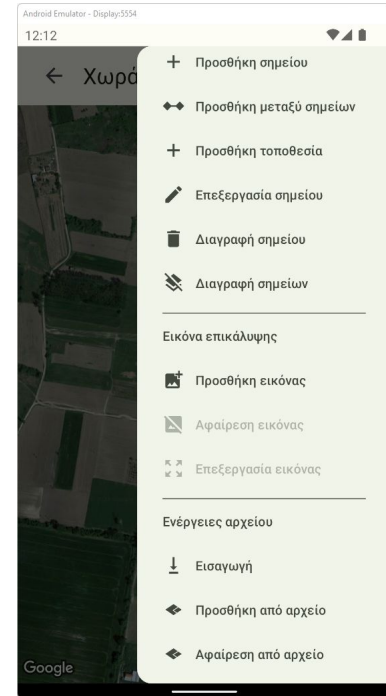 Android Emulator - Display:5554
12:12
Χωρά
Προσθήκη σημείου
Προσθήκη μεταξύ σημείων
Προσθήκη τοποθεσία
Επεξεργασία σημείου
Διαγραφή σημείου
Διαγραφή σημείων
Εικόνα επικάλυψης
Προσθήκη εικόνας
Αφαίρεση εικόνας
Επεξεργασία εικόνας
Ενέργειες αρχείου
Εισαγωγή
Προσθήκη από αρχείο
Αφαίρεση από αρχείο
Google